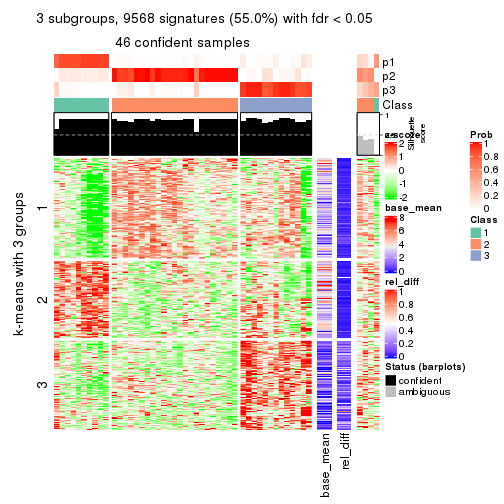 3 subgroups, 9568 signatures (55.0%) with fdr < 0.05
46 confident samples
p1
p2
p3
Class
1
0
Silhouette score
k-means with 3 groups
1
2
3
base_mean
rel_diff
z-score
2
1
0
-1
-2
base_mean
8
6
4
2
0
rel_diff
1
0.8
0.6
0.4
0.2
0
Status (barplots)
confident
ambiguous
Prob
1
0.8
0.6
0.4
0.2
0
Class
1
2
3